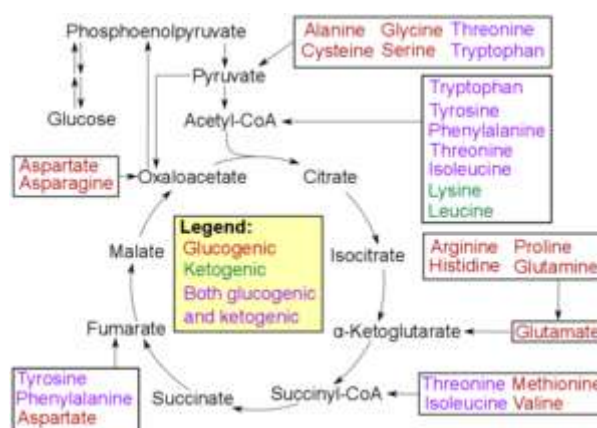 Phosphoenolpyruvate
Alanine Glycine Threonine
Cysteine Serine Tryptophan
Pyruvate
Glucose
Acetyl-CoA
Tryptophan
Tyrosine
Phenylalanine
Threonine
Isoleucine
Lysine
Leucine
Aspartate
Asparagine
Oxaloacetate
Citrate
Legend:
Glucogenic
Ketogenic
Both glucogenic
and ketogenic
Malate
Isocitrate
Arginine Proline
Histidine Glutamine
Fumarate
α-Ketoglutarate
Glutamate
Tyrosine
Phenylalanine
Aspartate
Succinate
Succinyl-CoA
Threonine Methionine
Isoleucine Valine